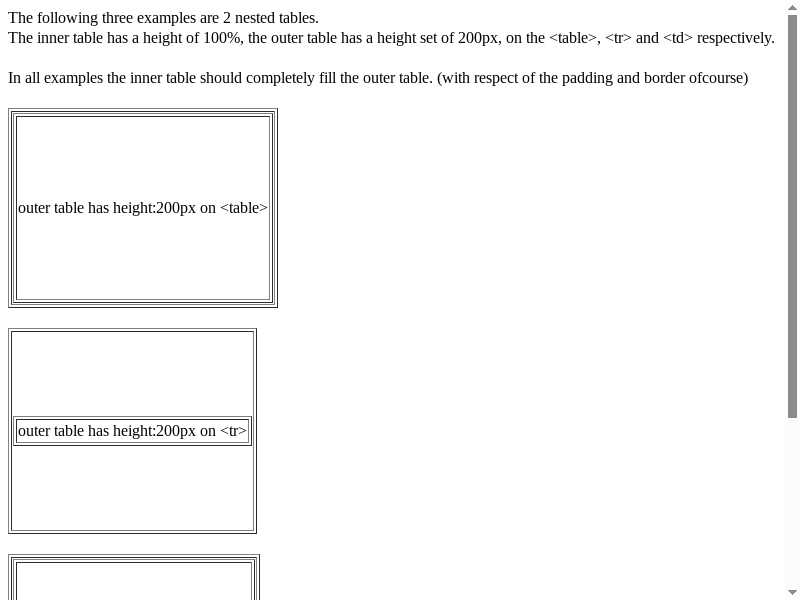 The following three examples are 2 nested tables.
The inner table has a height of 100%, the outer table has a height set of 200px, on the <table>, <tr> and <td> respectively.
In all examples the inner table should completely fill the outer table. (with respect of the padding and border ofcourse)
outer table has height:200px on <table>
outer table has height:200px on <tr>